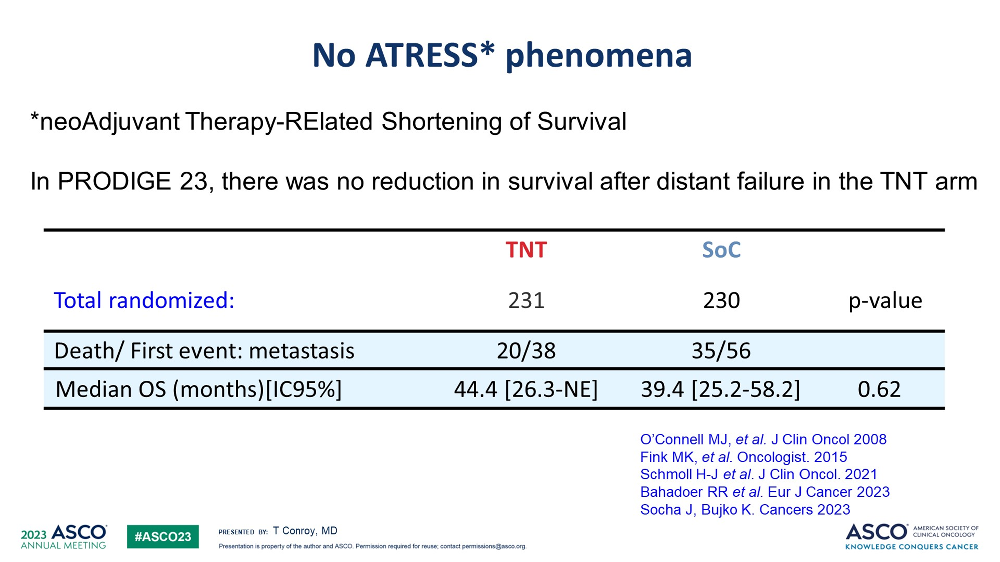 No ATRESS* phenomena
*neoAdjuvant Therapy-RElated Shortening of Survival
In PRODIGE 23, there was no reduction in survival after distant failure in the TNT arm
TNT SoC
Total randomized: 231 230 p-value
Death/ First event: metastasis 20/38 35/56
Median OS (months)[IC95%] 44.4 [26.3-NE] 39.4 [25.2-58.2] 0.62
O’Connell MJ, et al. J Clin Oncol 2008
Fink MK, et al. Oncologist. 2015
Schmoll H-J et al. J Clin Oncol. 2021
Bahadoer RR et al. Eur J Cancer 2023
Socha J, Bujko K. Cancers 2023
2023 ASCO®
ANNUAL MEETING
#ASCO23
PRESENTED BY: T Conroy, MD
Presentation is property of the author and ASCO. Permission required for reuse; contact permissions@asco.org.
ASCO® AMERICAN SOCIETY OF
CLINICAL ONCOLOGY
KNOWLEDGE CONQUERS CANCER